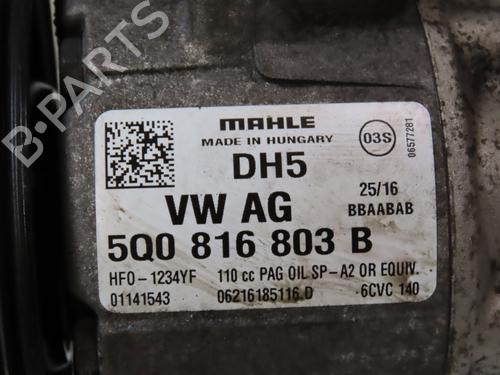 MAHLE
MADE IN HUNGARY
03S
06577281
DH5
VW AG
25/16
BBAABAB
5Q0 816 803 B
HFO-1234YF 110 cc PAG OIL SP-A2 OR EQUIV.
01141543 06216185116.D 6CVC 140
B-Parts